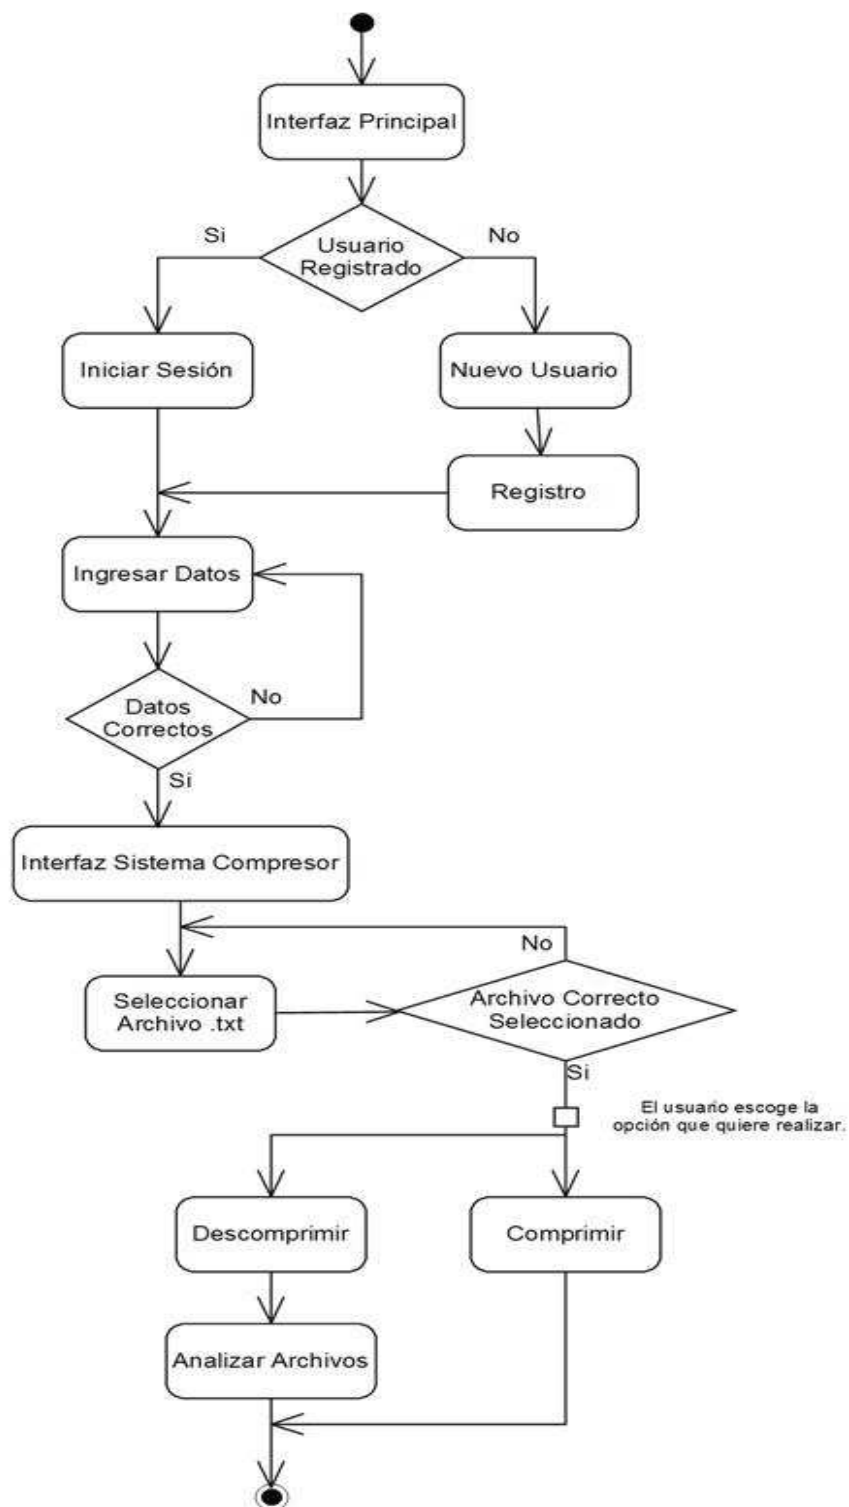 Interfaz Principal
Si
Usuario
Registrado
No
Iniciar Sesión
Nuevo Usuario
Registro
Ingresar Datos
Datos
Correctos
No
Si
Interfaz Sistema Compresor
No
Seleccionar
Archivo .txt
Archivo Correcto
Seleccionado
Si
El usuario escoge la
opción que quiere realizar.
Descomprimir
Comprimir
Analizar Archivos